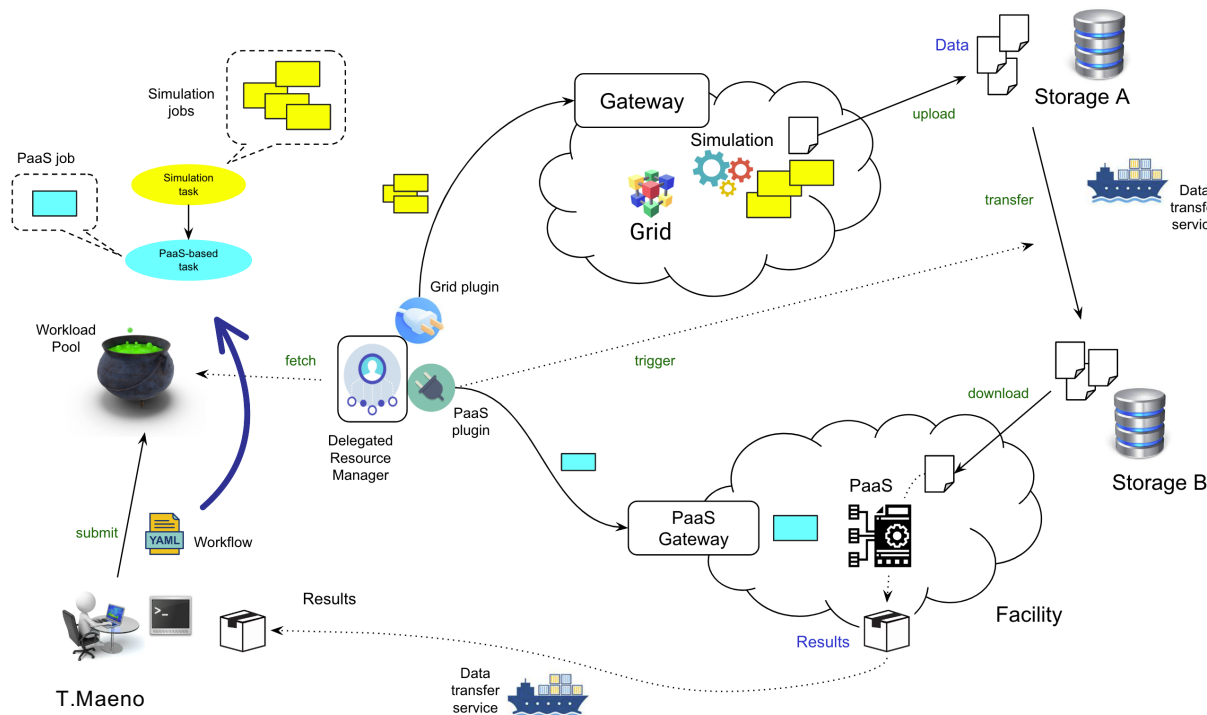 Simulation
jobs
PaaS job
Simulation
task
PaaS-based
task
Workload
Pool
fetch
submit
YAML
Workflow
>_
T.Maeno
Results
Data
transfer
service
Grid plugin
PaaS
plugin
Delegated
Resource
Manager
Gateway
Simulation
Grid
upload
Data
Storage A
transfer
Data
transfer
servic
trigger
download
Storage B
PaaS
Gateway
PaaS
Facility
Results